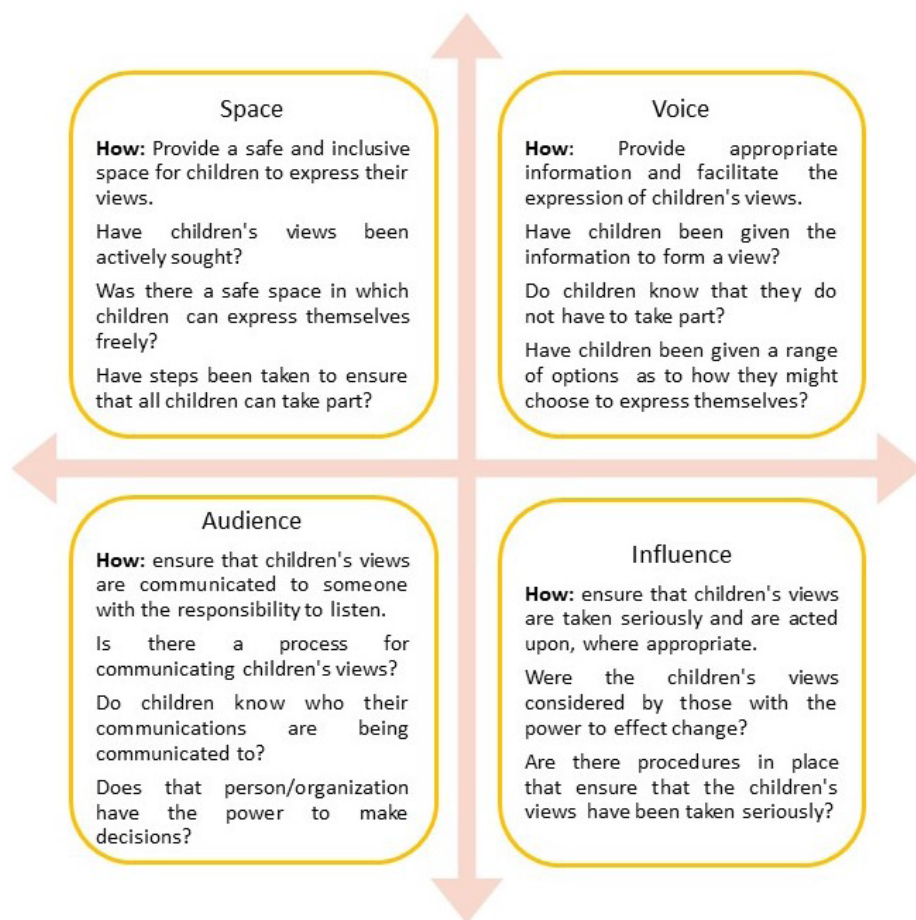 Space
How: Provide a safe and inclusive
space for children to express their
views.
Have children's views been
actively sought?
Was there a safe space in which
children can express themselves
freely?
Have steps been taken to ensure
that all children can take part?
Voice
How: Provide appropriate
information and facilitate the
expression of children's views.
Have children been given the
information to form a view?
Do children know that they do
not have to take part?
Have children been given a range
of options as to how they might
choose to express themselves?
Audience
How: ensure that children's views
are communicated to someone
with the responsibility to listen.
Is there a process for
communicating children's views?
Do children know who their
communications are being
communicated to?
Does that person/organization
have the power to make
decisions?
Influence
How: ensure that children's views
are taken seriously and are acted
upon, where appropriate.
Were the children's views
considered by those with the
power to effect change?
Are there procedures in place
that ensure that the children's
views have been taken seriously?